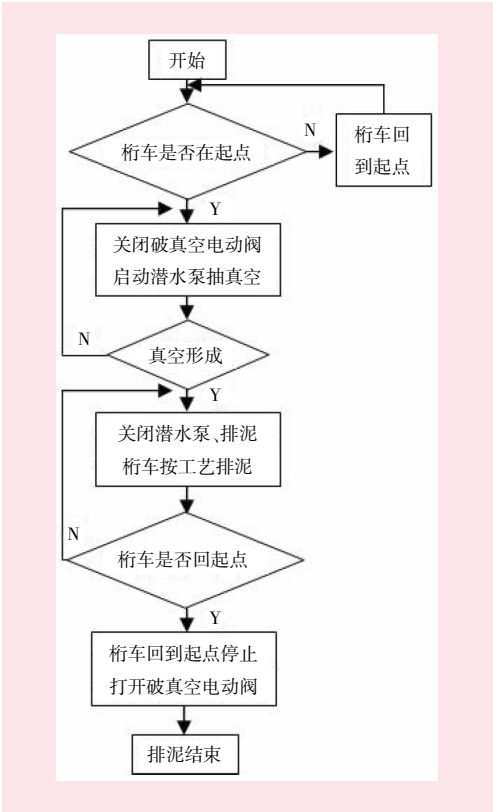 开始
桁车是否在起点
N
桁车回
到起点
Y
关闭破真空电动阀
启动潜水泵抽真空
N
真空形成
Y
关闭潜水泵、排泥
桁车按工艺排泥
N
桁车是否回起点
Y
桁车回到起点停止
打开破真空电动阀
排泥结束